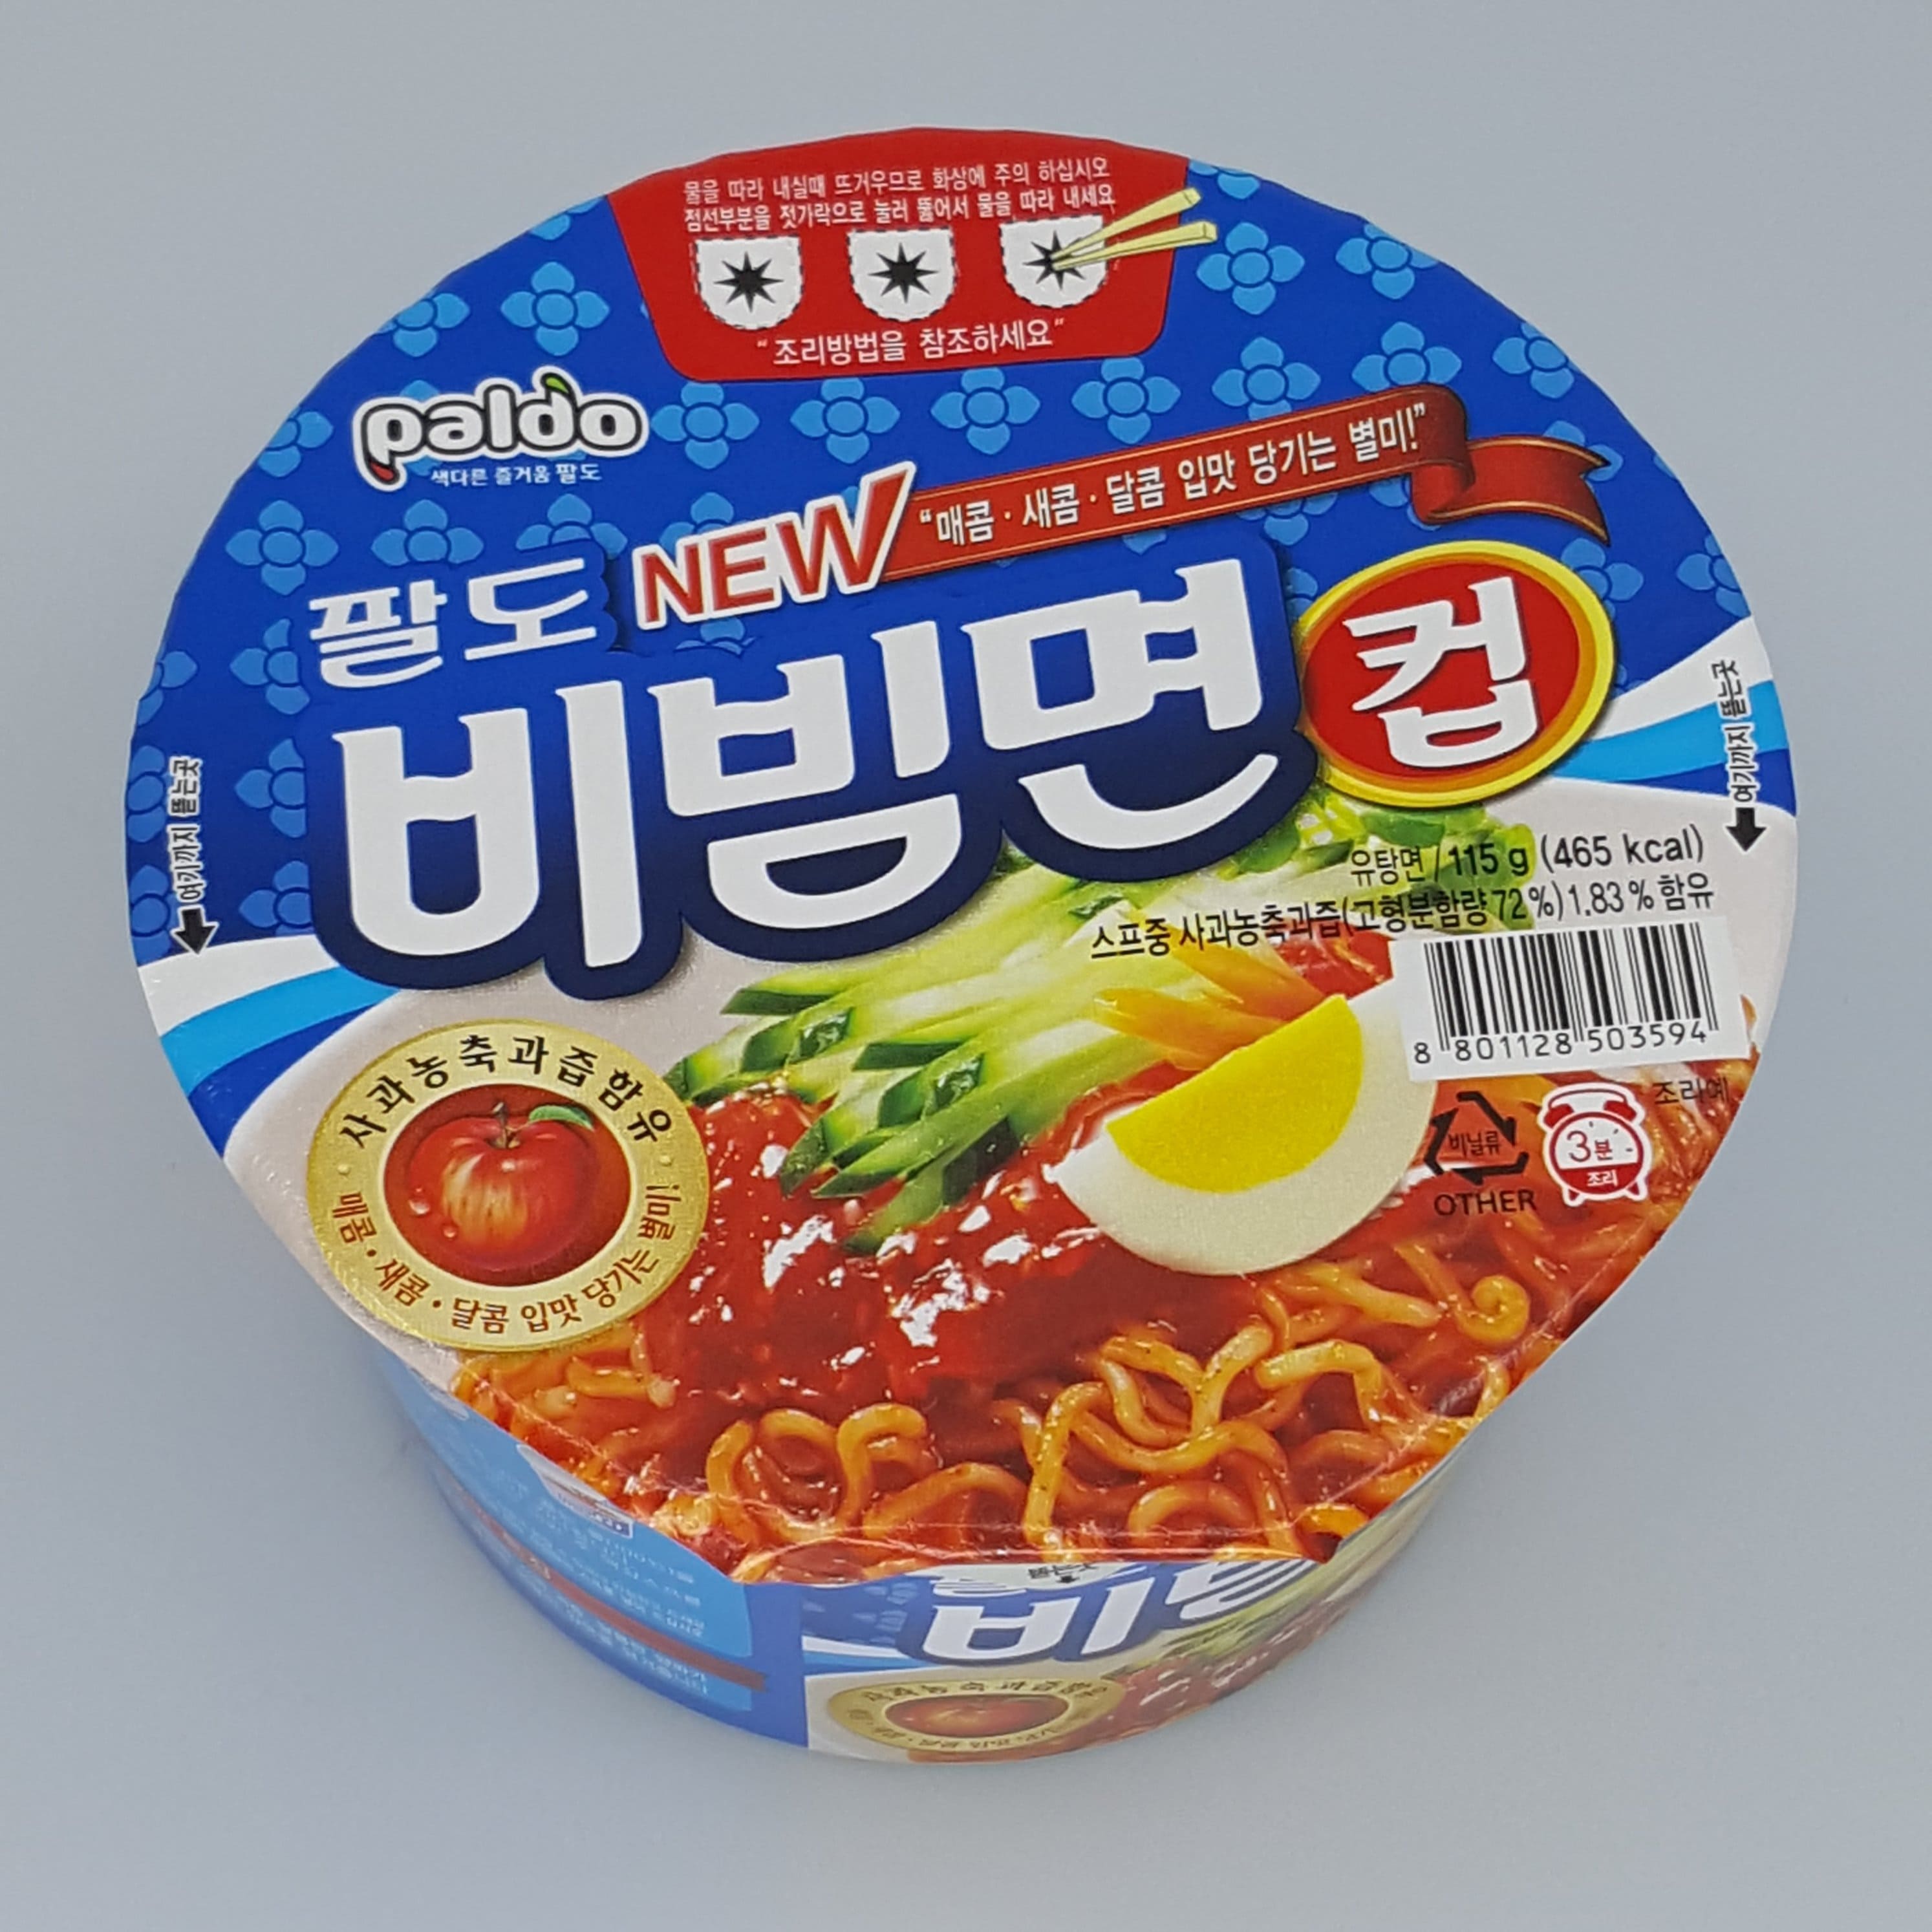 물을 따라 내실때 뜨거우므로 화상에 주의 하십시오
점선부분을 젓가락으로 눌러 뚫어서 물을 따라 내세요
"조리방법을 참조하세요"
paldo
색다른 즐거움 팔도
"매콤·새콤·달콤 입맛 당기는 별미!"
팔도 NEW
비빔면 컵
여기까지 뜯는곳
여기까지 뜯는곳
유탕면 / 115 g (465 kcal)
스프중 사과농축과즙(고형분함량 72%) 1.83% 함유
8 801128 503594
조리예
비닐류
OTHER
3분
조리
사과농축과즙함유
매콤·새콤·달콤 입맛 당기는 별미!
뜯는곳
비빔